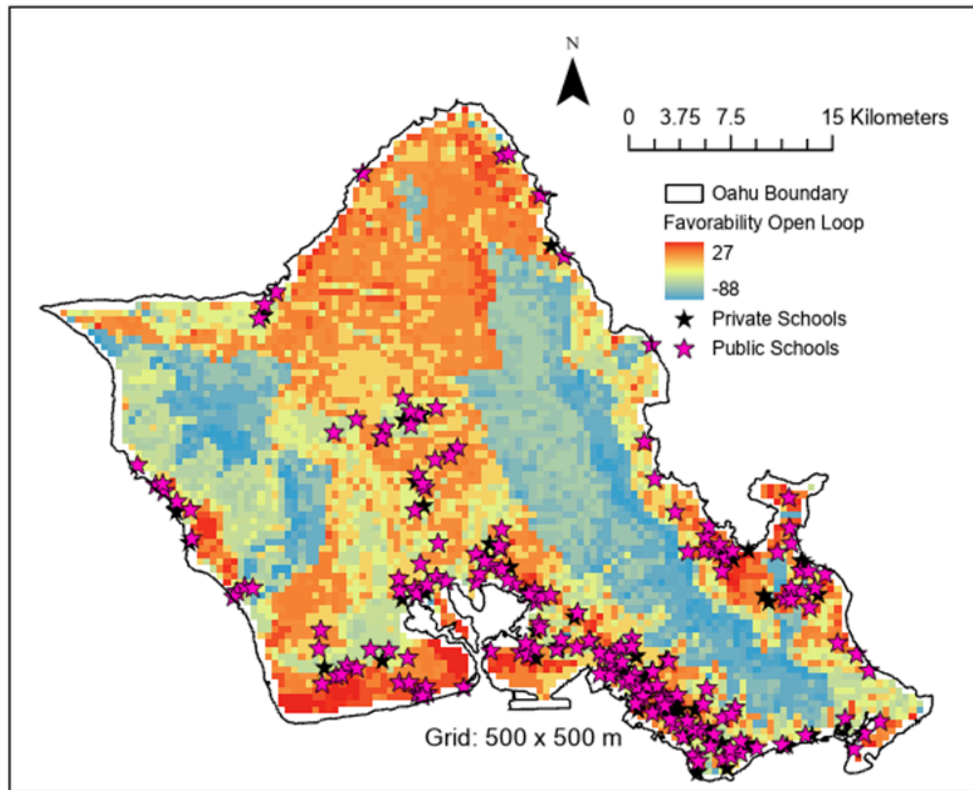 N
0 3.75 7.5 15 Kilometers
Oahu Boundary
Favorability Open Loop
27
-88
Private Schools
Public Schools
Grid: 500 x 500 m